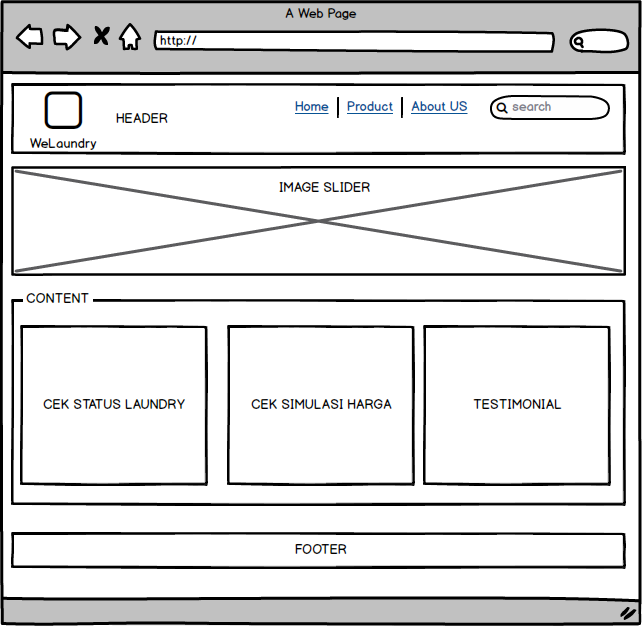 A Web Page
http://
WeLaundry
HEADER
Home
Product
About US
search
IMAGE SLIDER
CONTENT
CEK STATUS LAUNDRY
CEK SIMULASI HARGA
TESTIMONIAL
FOOTER